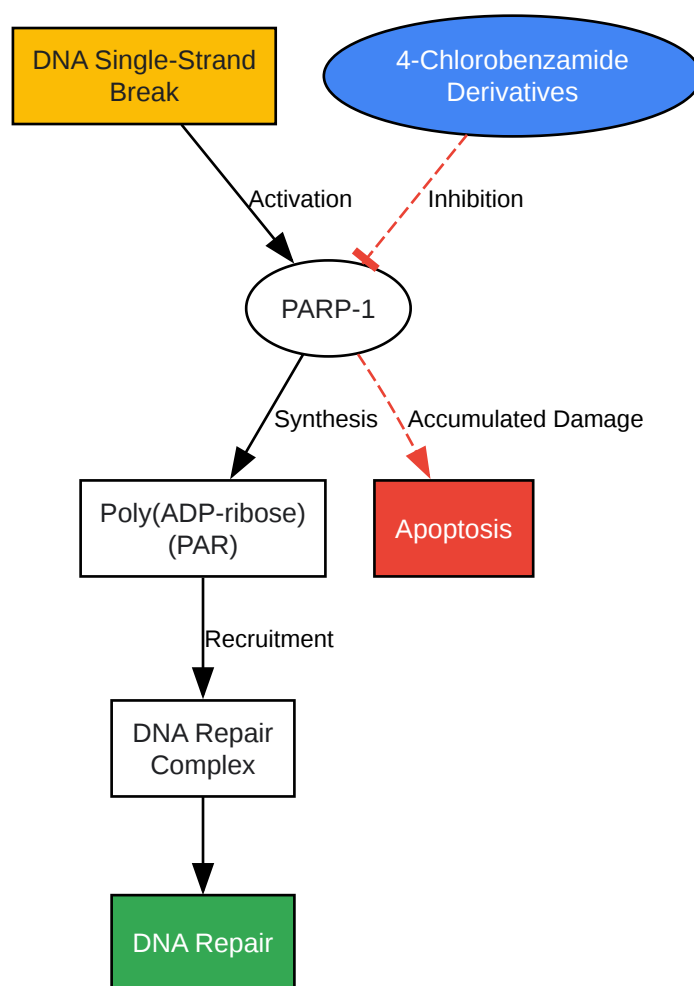 DNA Single-Strand
Break
4-Chlorobenzamide
Derivatives
Activation
Inhibition
PARP-1
Synthesis
Accumulated Damage
Poly(ADP-ribose)
(PAR)
Apoptosis
Recruitment
DNA Repair
Complex
DNA Repair